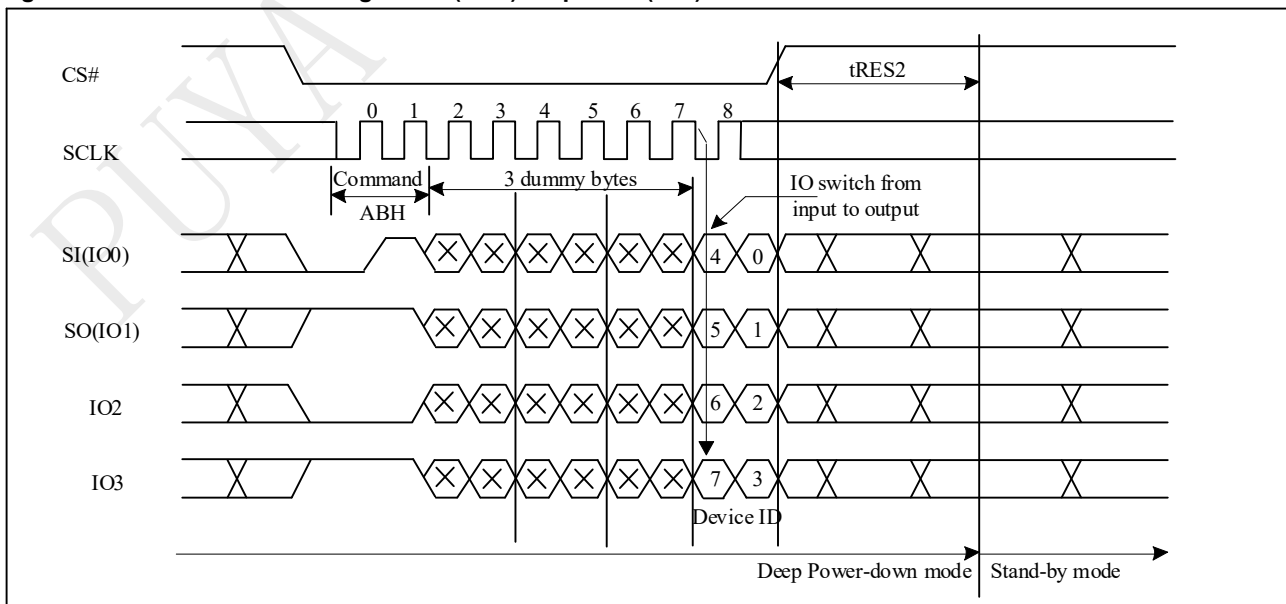 CS#
tRES2
0 1 2 3 4 5 6 7 8
SCLK
Command
3 dummy bytes
ABH
IO switch from
input to output
SI(IO0)
4 0
SO(IO1)
5 1
IO2
6 2
IO3
7 3
Device ID
Deep Power-down mode
Stand-by mode
PUYA